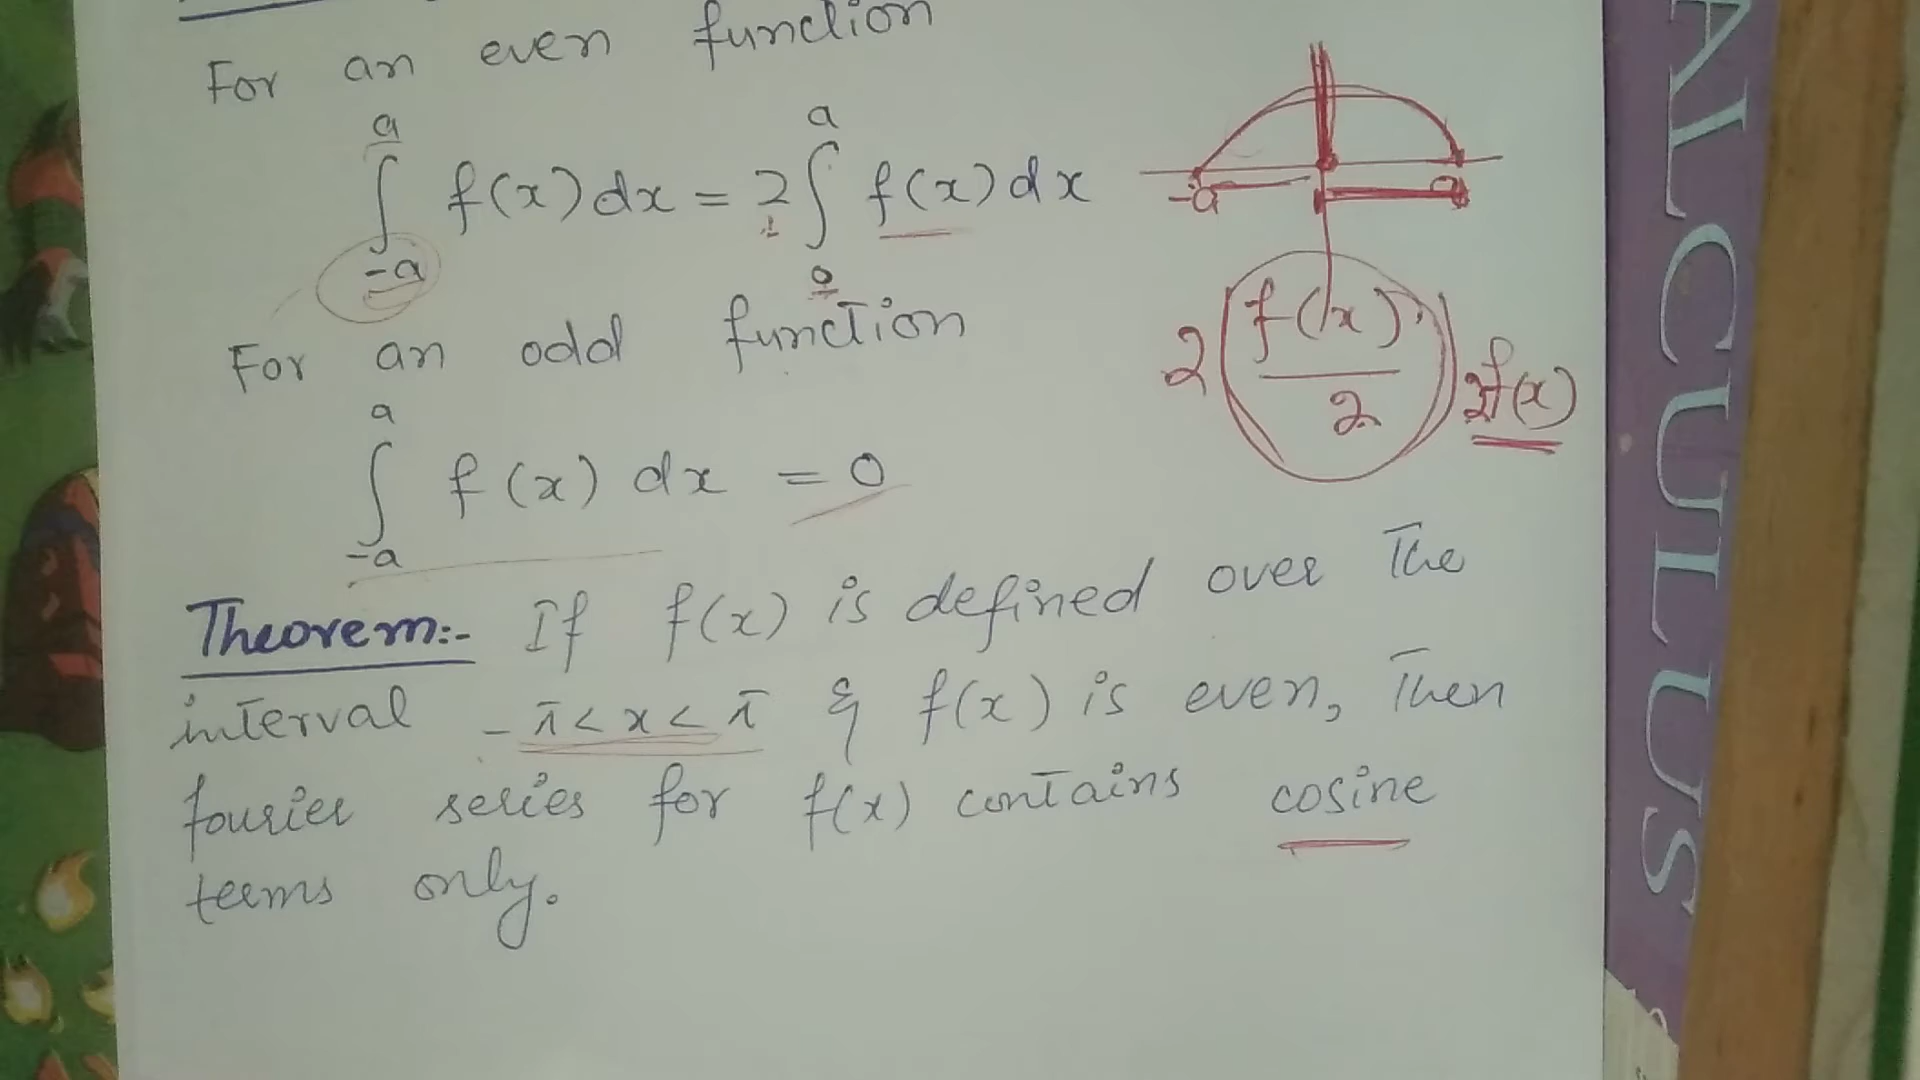 For an even function
a a
∫ f(x) dx = 2 ∫ f(x) dx
-a 0
-a a
2 (f(x)/2) 2f(x)
For an odd function
a
∫ f(x) dx = 0
-a
Theorem:- If f(x) is defined over the
interval -π < x < π & f(x) is even, then
fourier series for f(x) contains cosine
terms only.
ALCULUS